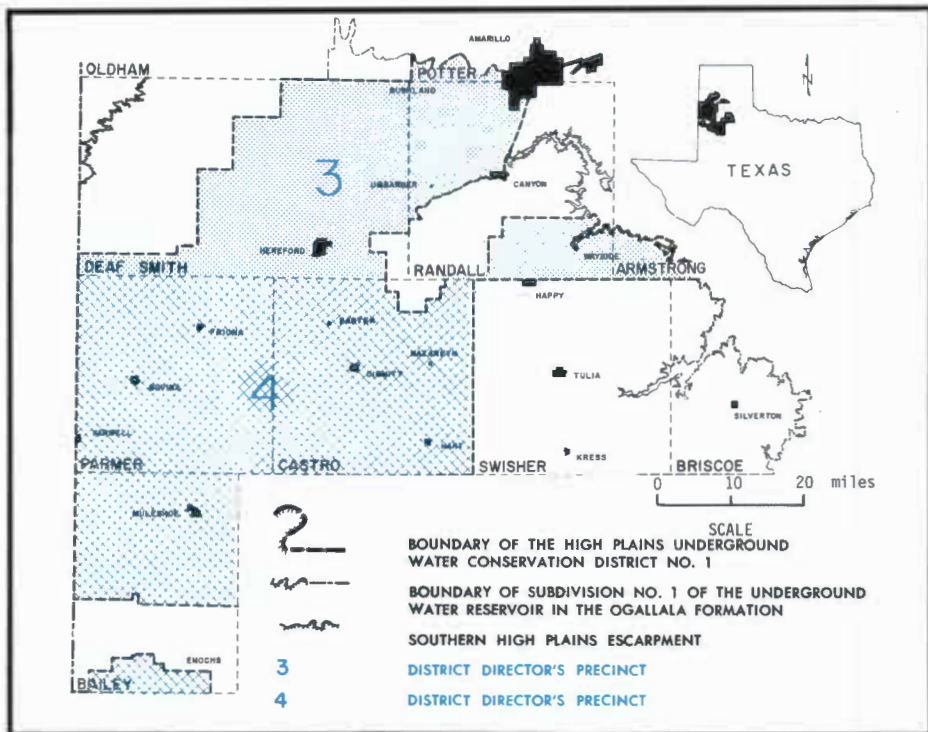 AMARILLO
OLDHAM
POTTER
BUSHLAND
N
TEXAS
3
UMBARGER
CANYON
HEREFORD
WAYSIDE
DEAF SMITH
RANDALL
ARMSTRONG
HAPPY
FRIONA
EASTER
NAZARETH
DIMMITT
TULIA
BOVINA
4
SILVERTON
FARWELL
HART
KRESS
PARMER
CASTRO
SWISHER
BRISCOE
0 10 20 miles
SCALE
MULESHOE
BOUNDARY OF THE HIGH PLAINS UNDERGROUND
WATER CONSERVATION DISTRICT NO. 1
BOUNDARY OF SUBDIVISION NO. 1 OF THE UNDERGROUND
WATER RESERVOIR IN THE OGALLALA FORMATION
SOUTHERN HIGH PLAINS ESCARPMENT
ENOCHS
BAILEY
3 DISTRICT DIRECTOR'S PRECINCT
4 DISTRICT DIRECTOR'S PRECINCT